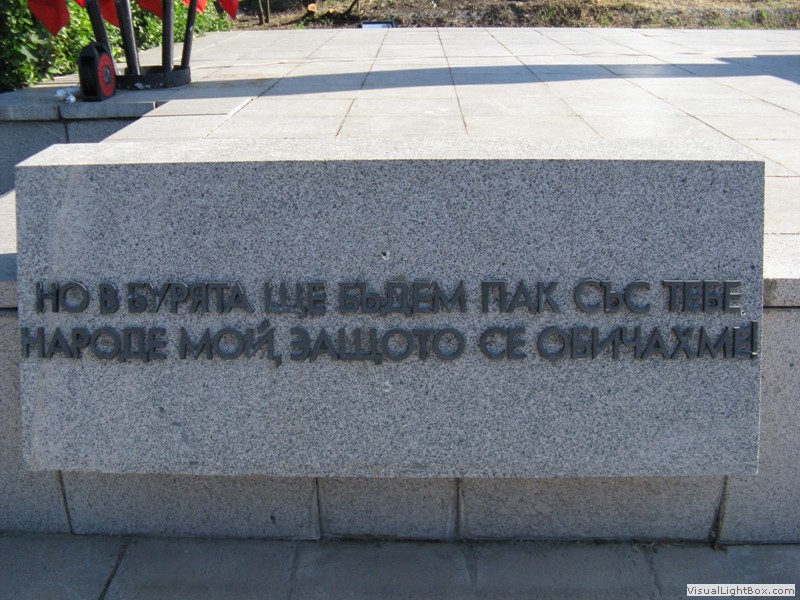 НО В БУРЯТА ЩЕ БЪДЕМ ПАК СЪС ТЕБЕ
НАРОДЕ МОЙ, ЗАЩОТО СЕ ОБИЧАХМЕ!
VisualLightBox.com